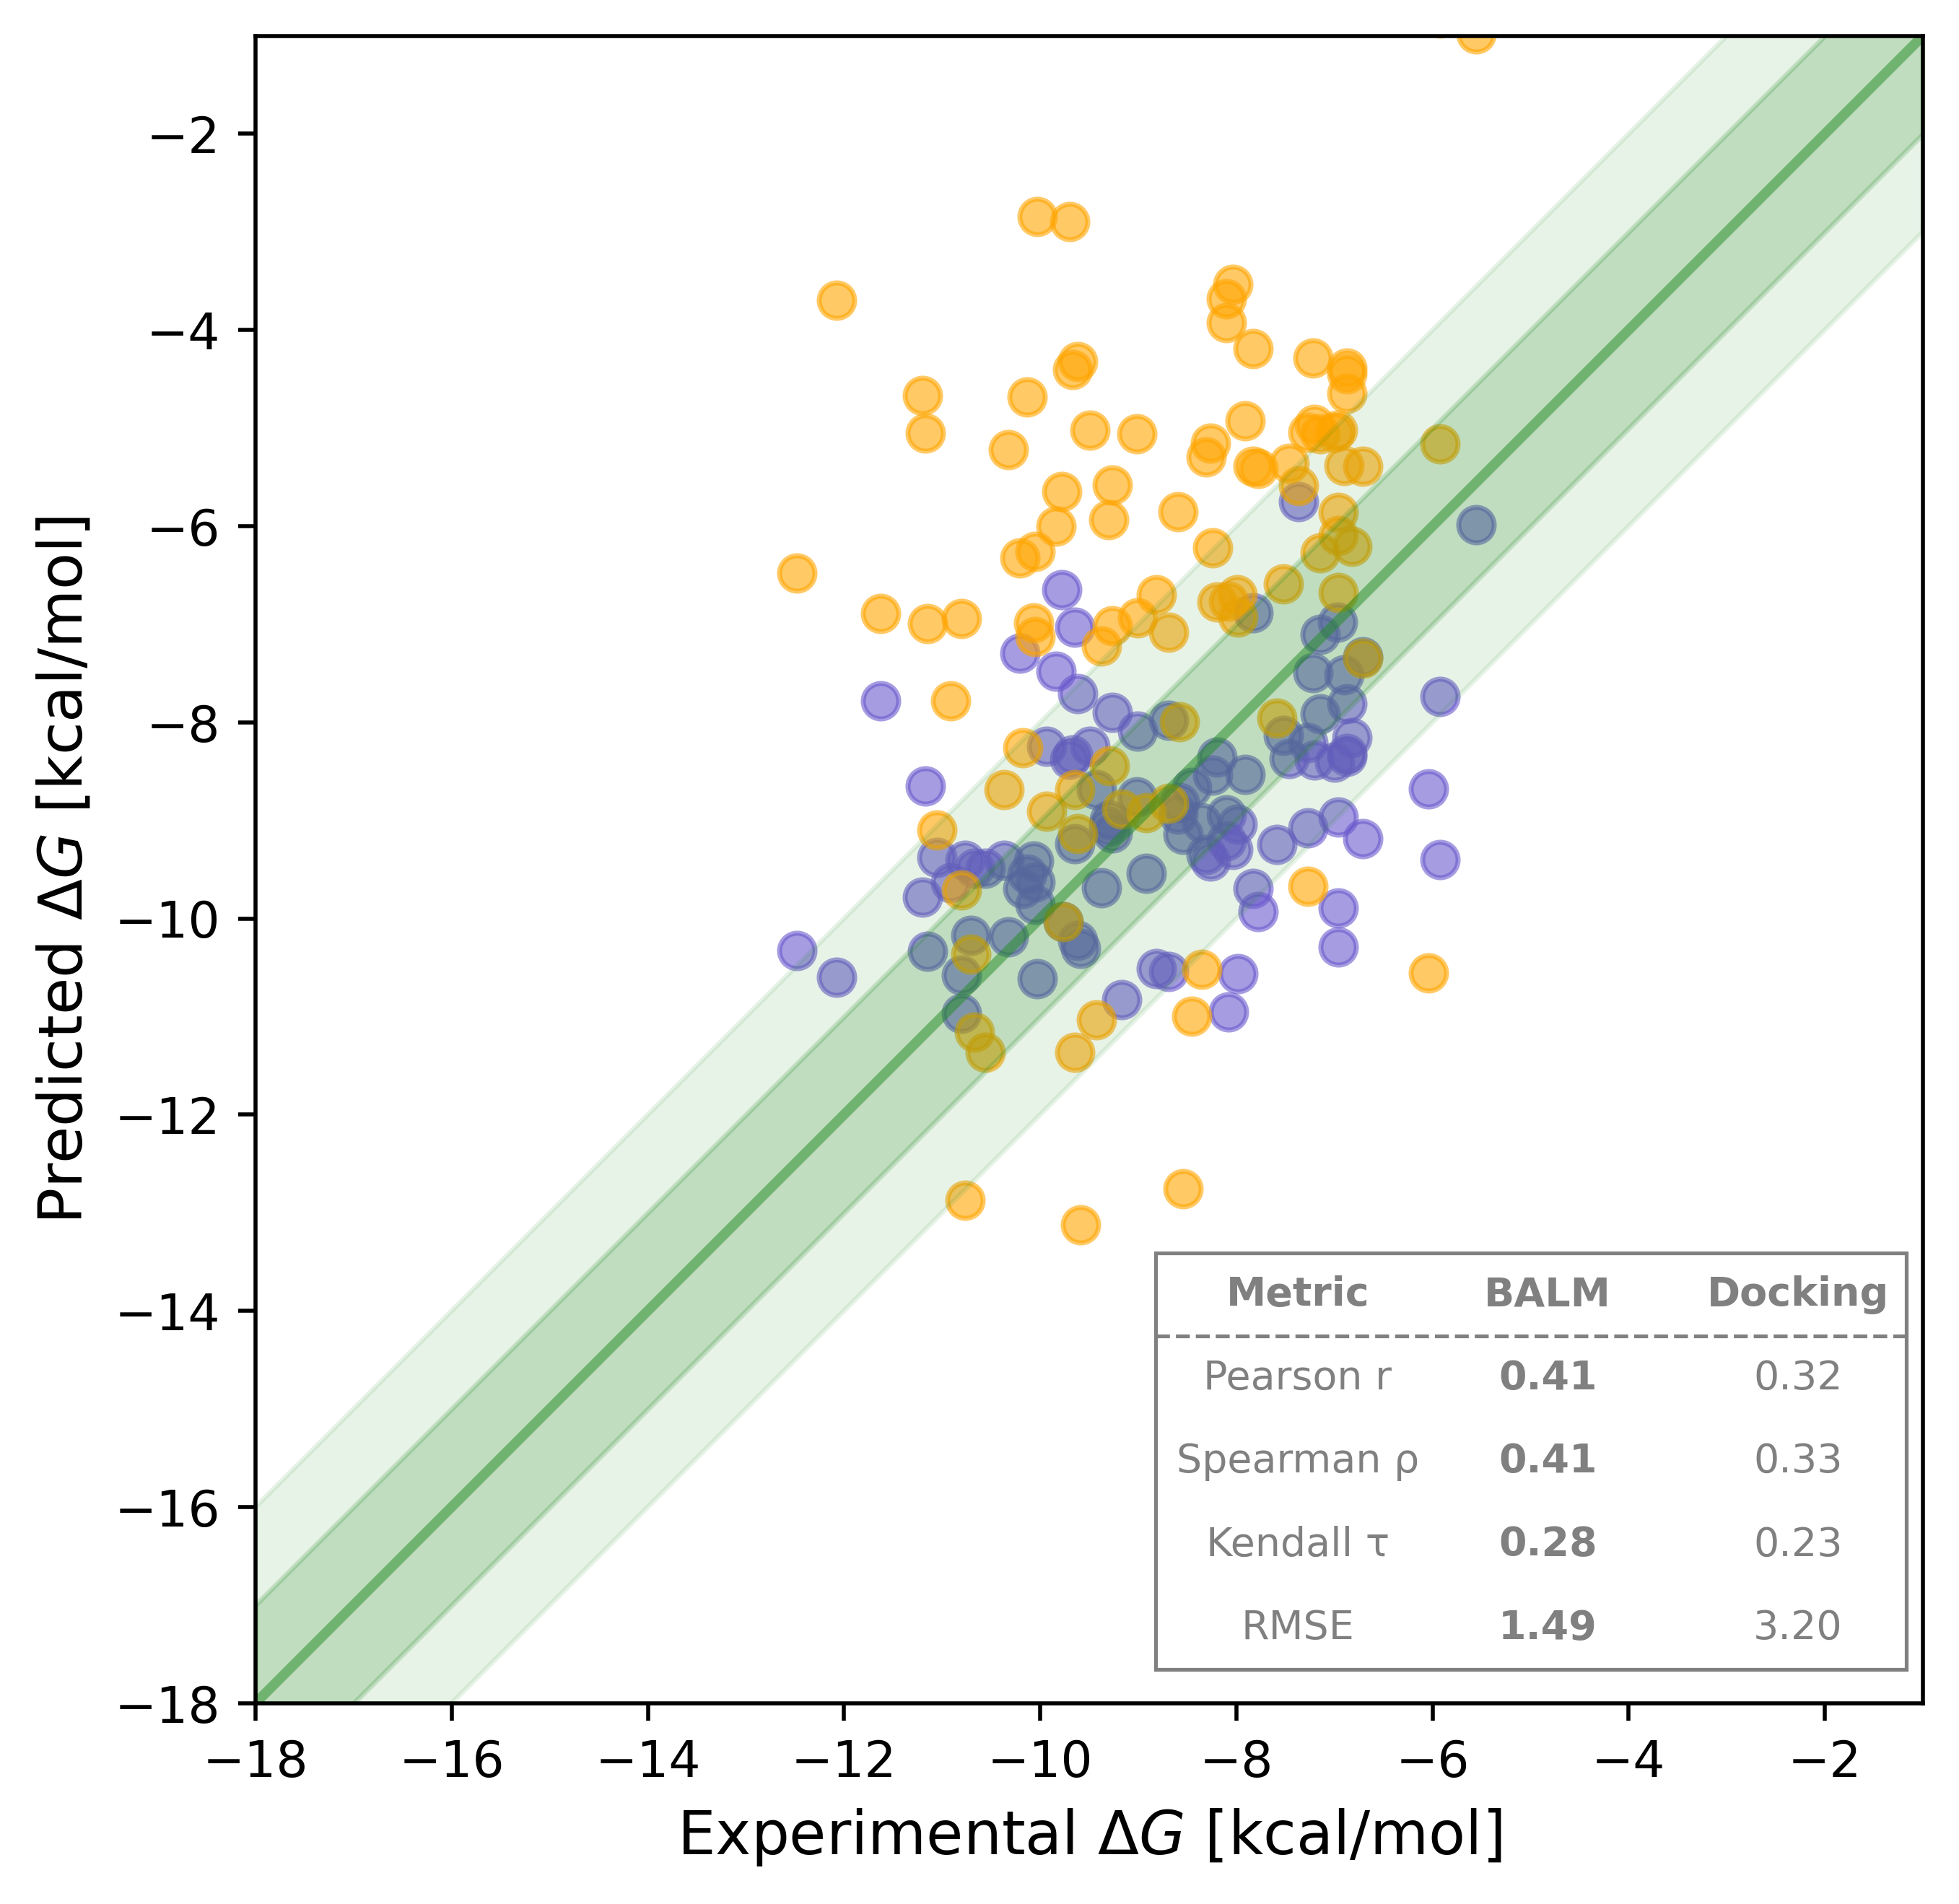 Predicted ΔG [kcal/mol]
−2
−4
−6
−8
−10
−12
−14
−16
−18
−18
−16
−14
−12
−10
−8
−6
−4
−2
Experimental ΔG [kcal/mol]
Metric BALM Docking
Pearson r 0.41 0.32
Spearman ρ 0.41 0.33
Kendall τ 0.28 0.23
RMSE 1.49 3.20